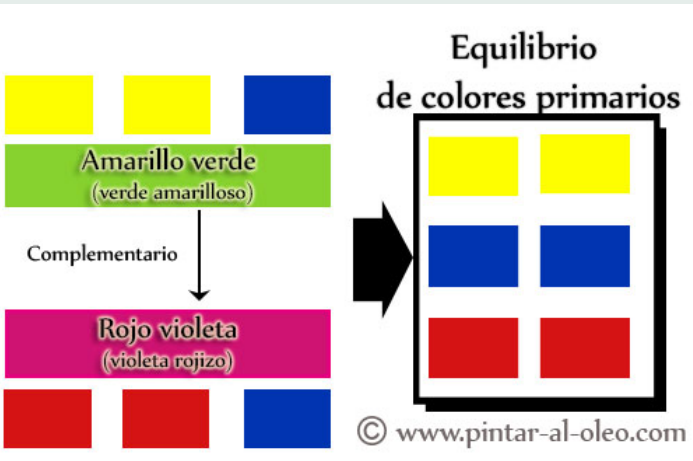 Equilibrio
de colores primarios
Amarillo verde
(verde amarilloso)
Complementario
Rojo violeta
(violeta rojizo)
© www.pintar-al-oleo.com